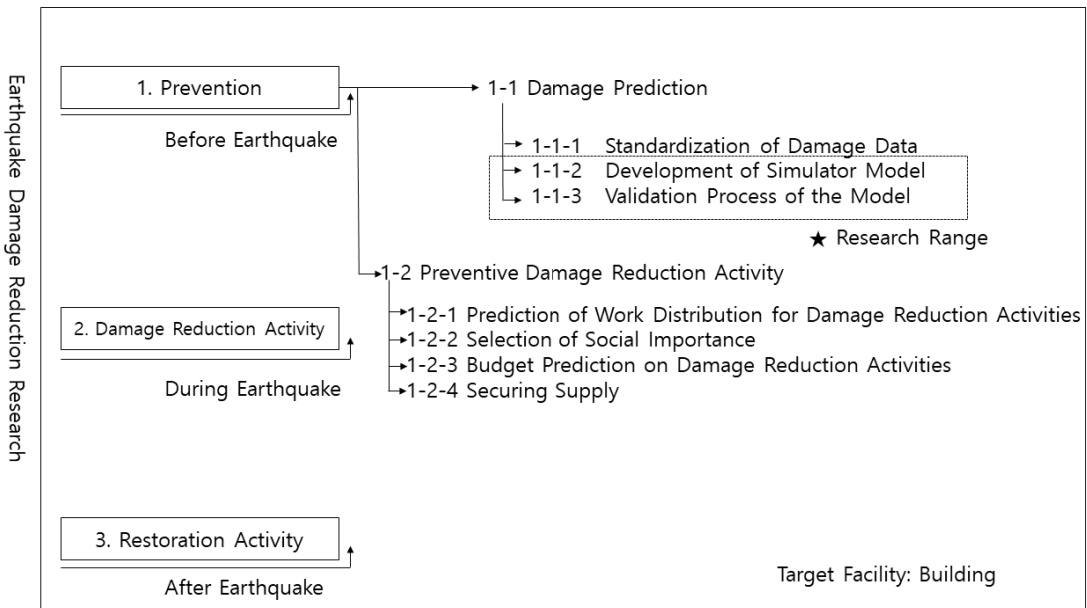 Earthquake Damage Reduction Research
1. Prevention
Before Earthquake
1-1 Damage Prediction
1-1-1 Standardization of Damage Data
1-1-2 Development of Simulator Model
1-1-3 Validation Process of the Model
★ Research Range
1-2 Preventive Damage Reduction Activity
1-2-1 Prediction of Work Distribution for Damage Reduction Activities
1-2-2 Selection of Social Importance
1-2-3 Budget Prediction on Damage Reduction Activities
1-2-4 Securing Supply
2. Damage Reduction Activity
During Earthquake
3. Restoration Activity
After Earthquake
Target Facility: Building